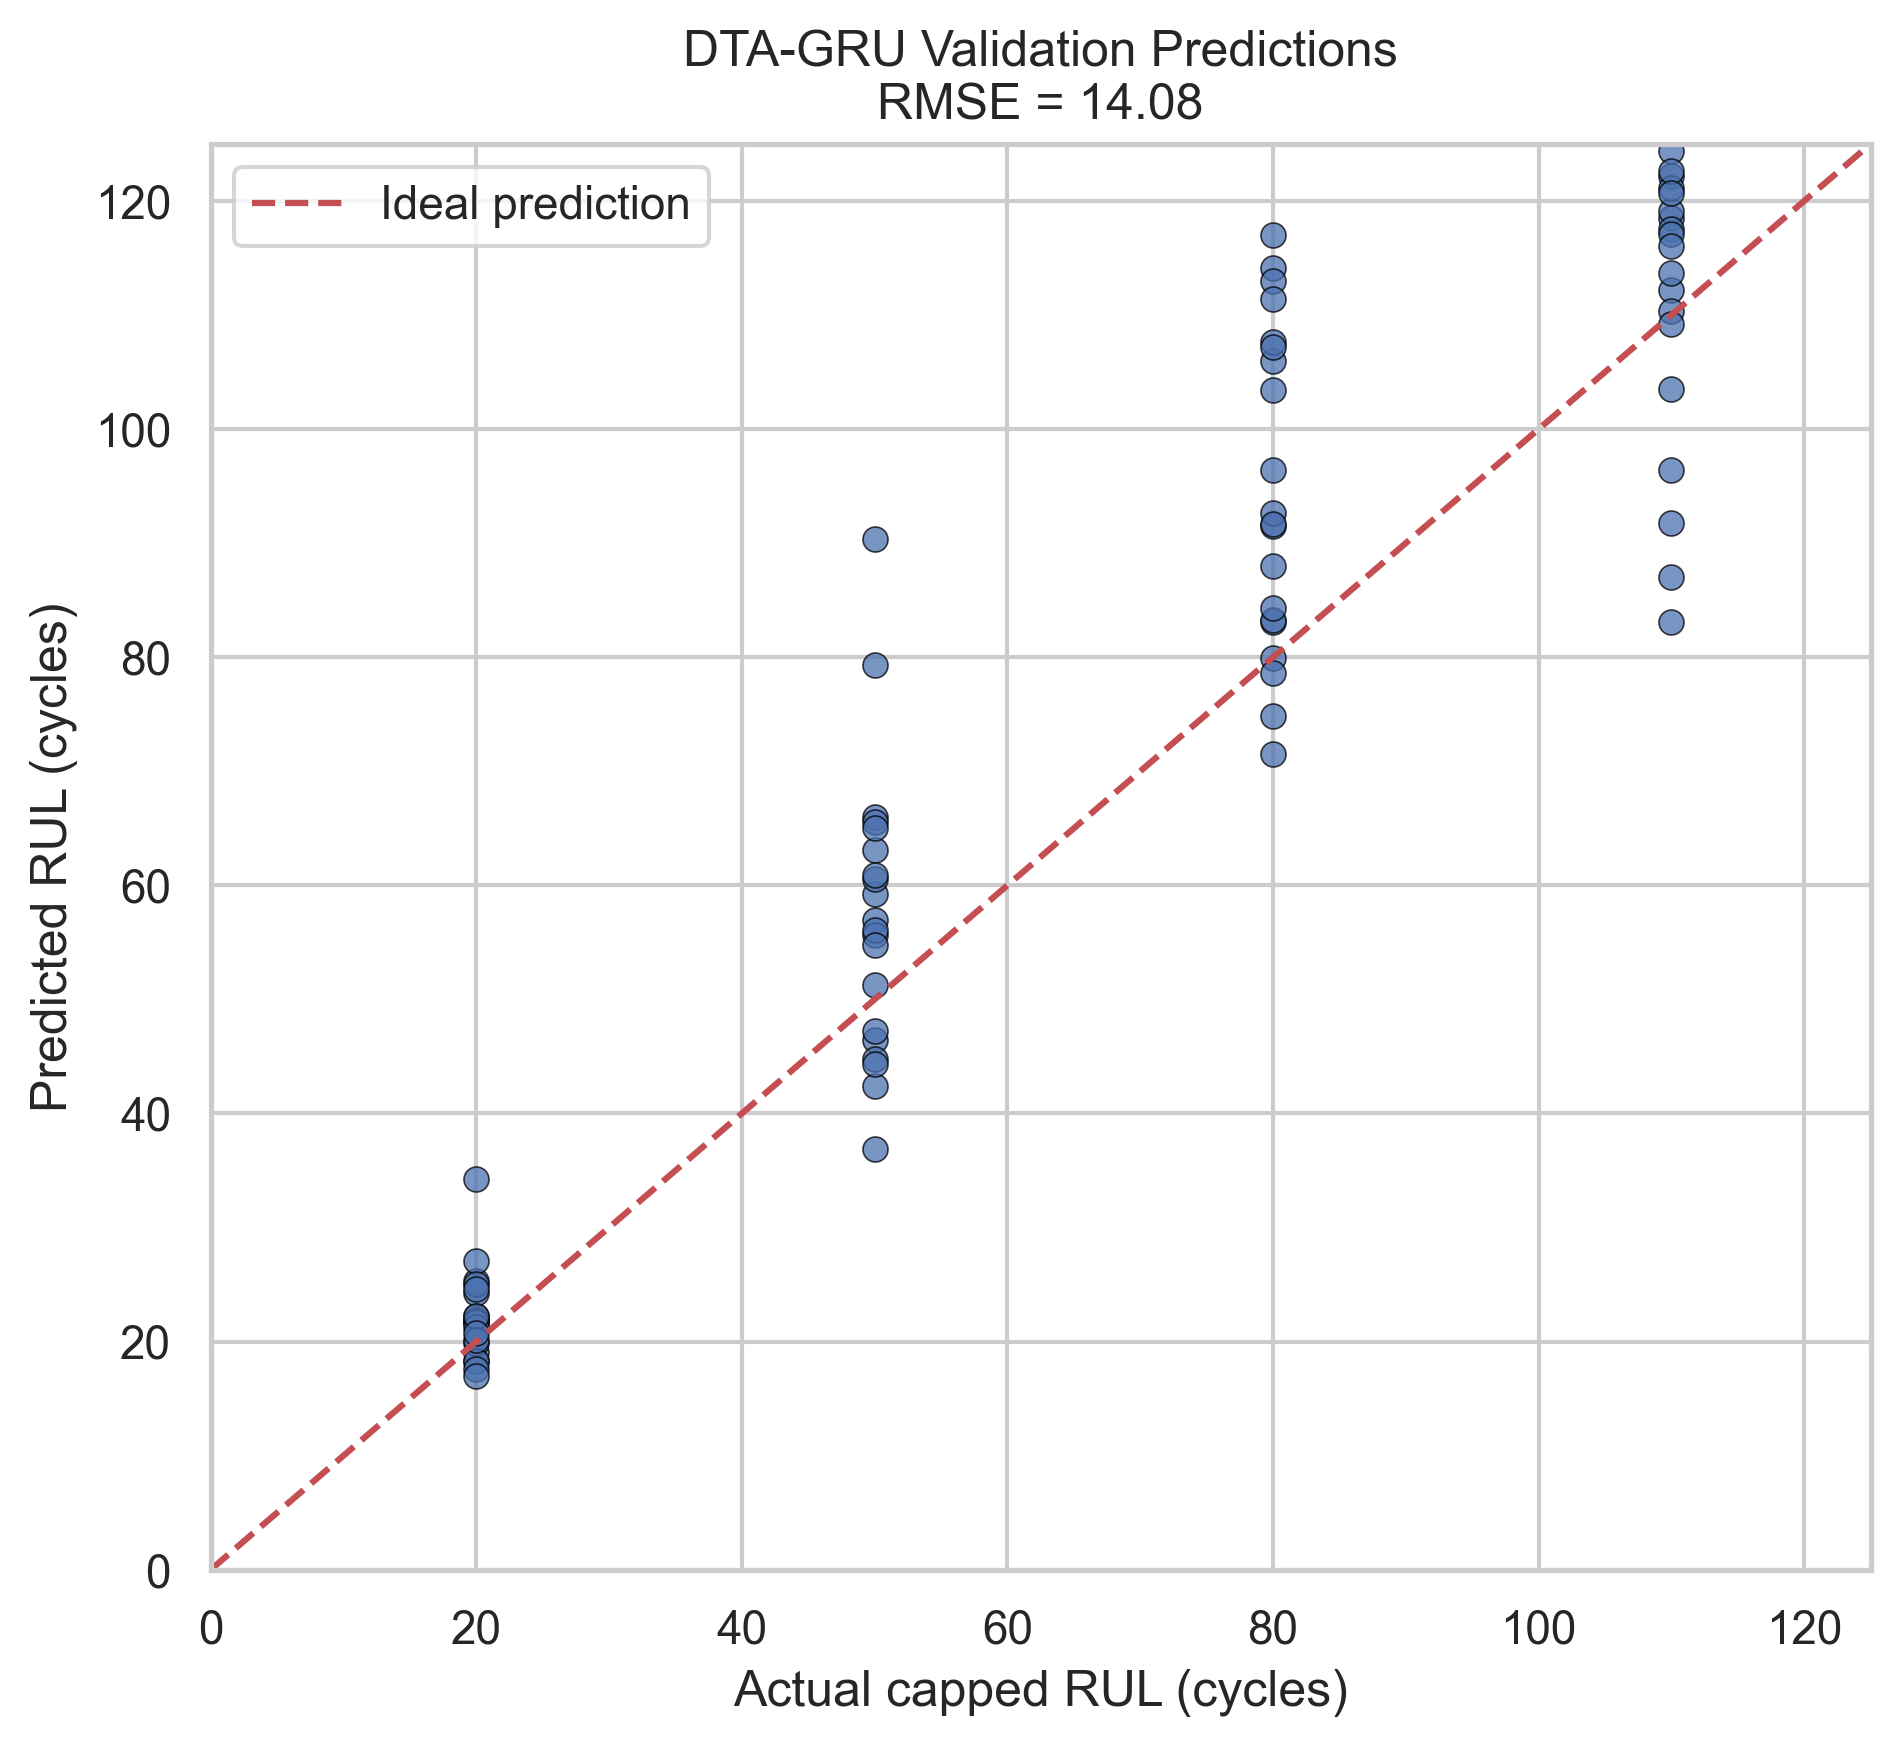 DTA-GRU Validation Predictions
RMSE = 14.08
Ideal prediction
Predicted RUL (cycles)
120
100
80
60
40
20
0
0 20 40 60 80 100 120
Actual capped RUL (cycles)